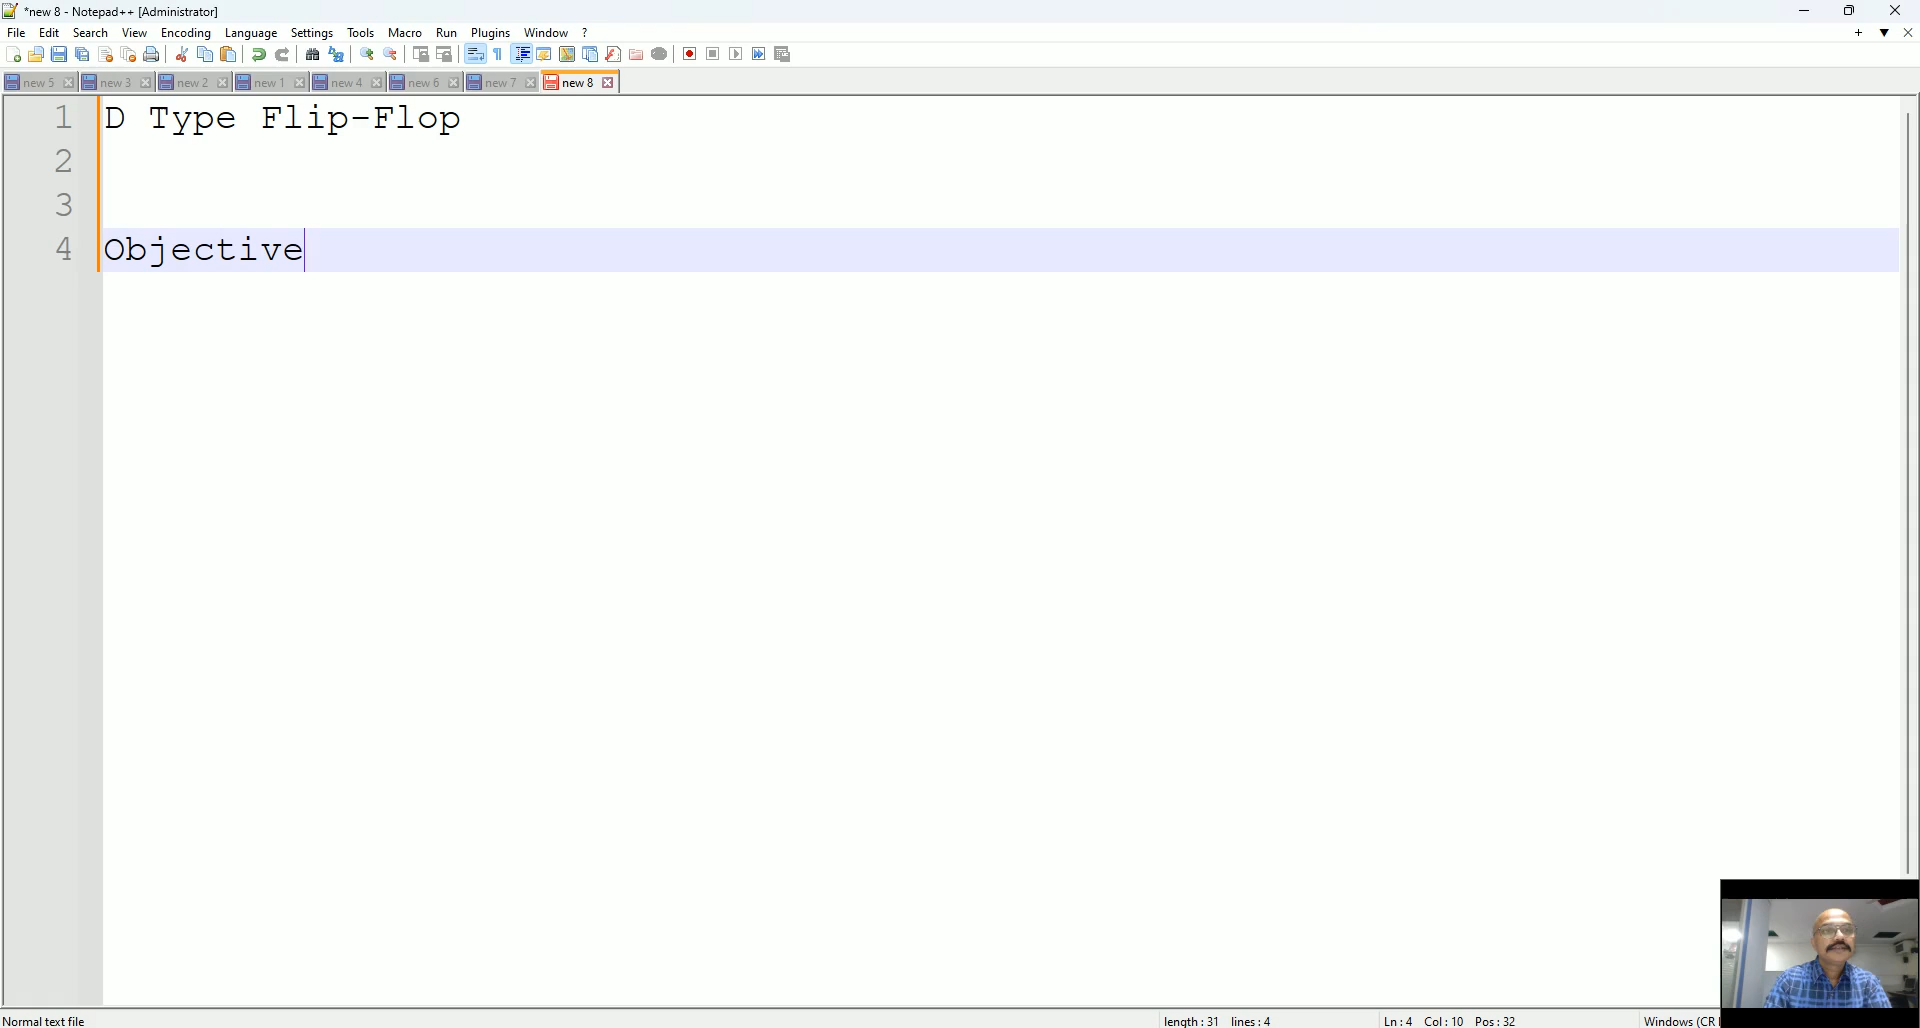 *new 8 - Notepad++ [Administrator]
File Edit Search View Encoding Language Settings Tools Macro Run Plugins Window ?
new 5 new 3 new 2 new 1 new 4 new 6 new 7 new 8
1 D Type Flip-Flop
2
3
4 Objective
Normal text file length : 31 lines : 4 Ln : 4 Col : 10 Pos : 32 Windows (CR